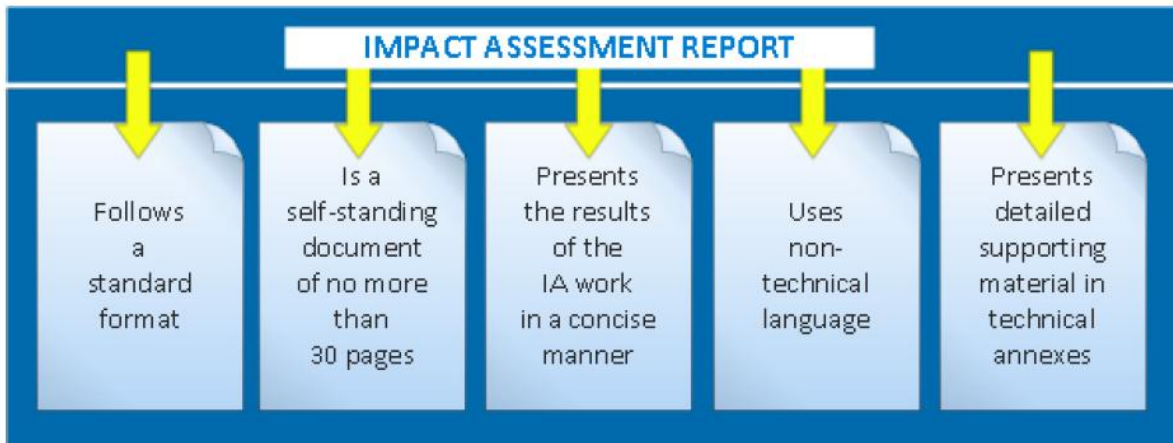 IMPACT ASSESSMENT REPORT
Follows
a
standard
format
Is a
self-standing
document
of no more
than
30 pages
Presents
the results
of the
IA work
in a concise
manner
Uses
non-
technical
language
Presents
detailed
supporting
material in
technical
annexes